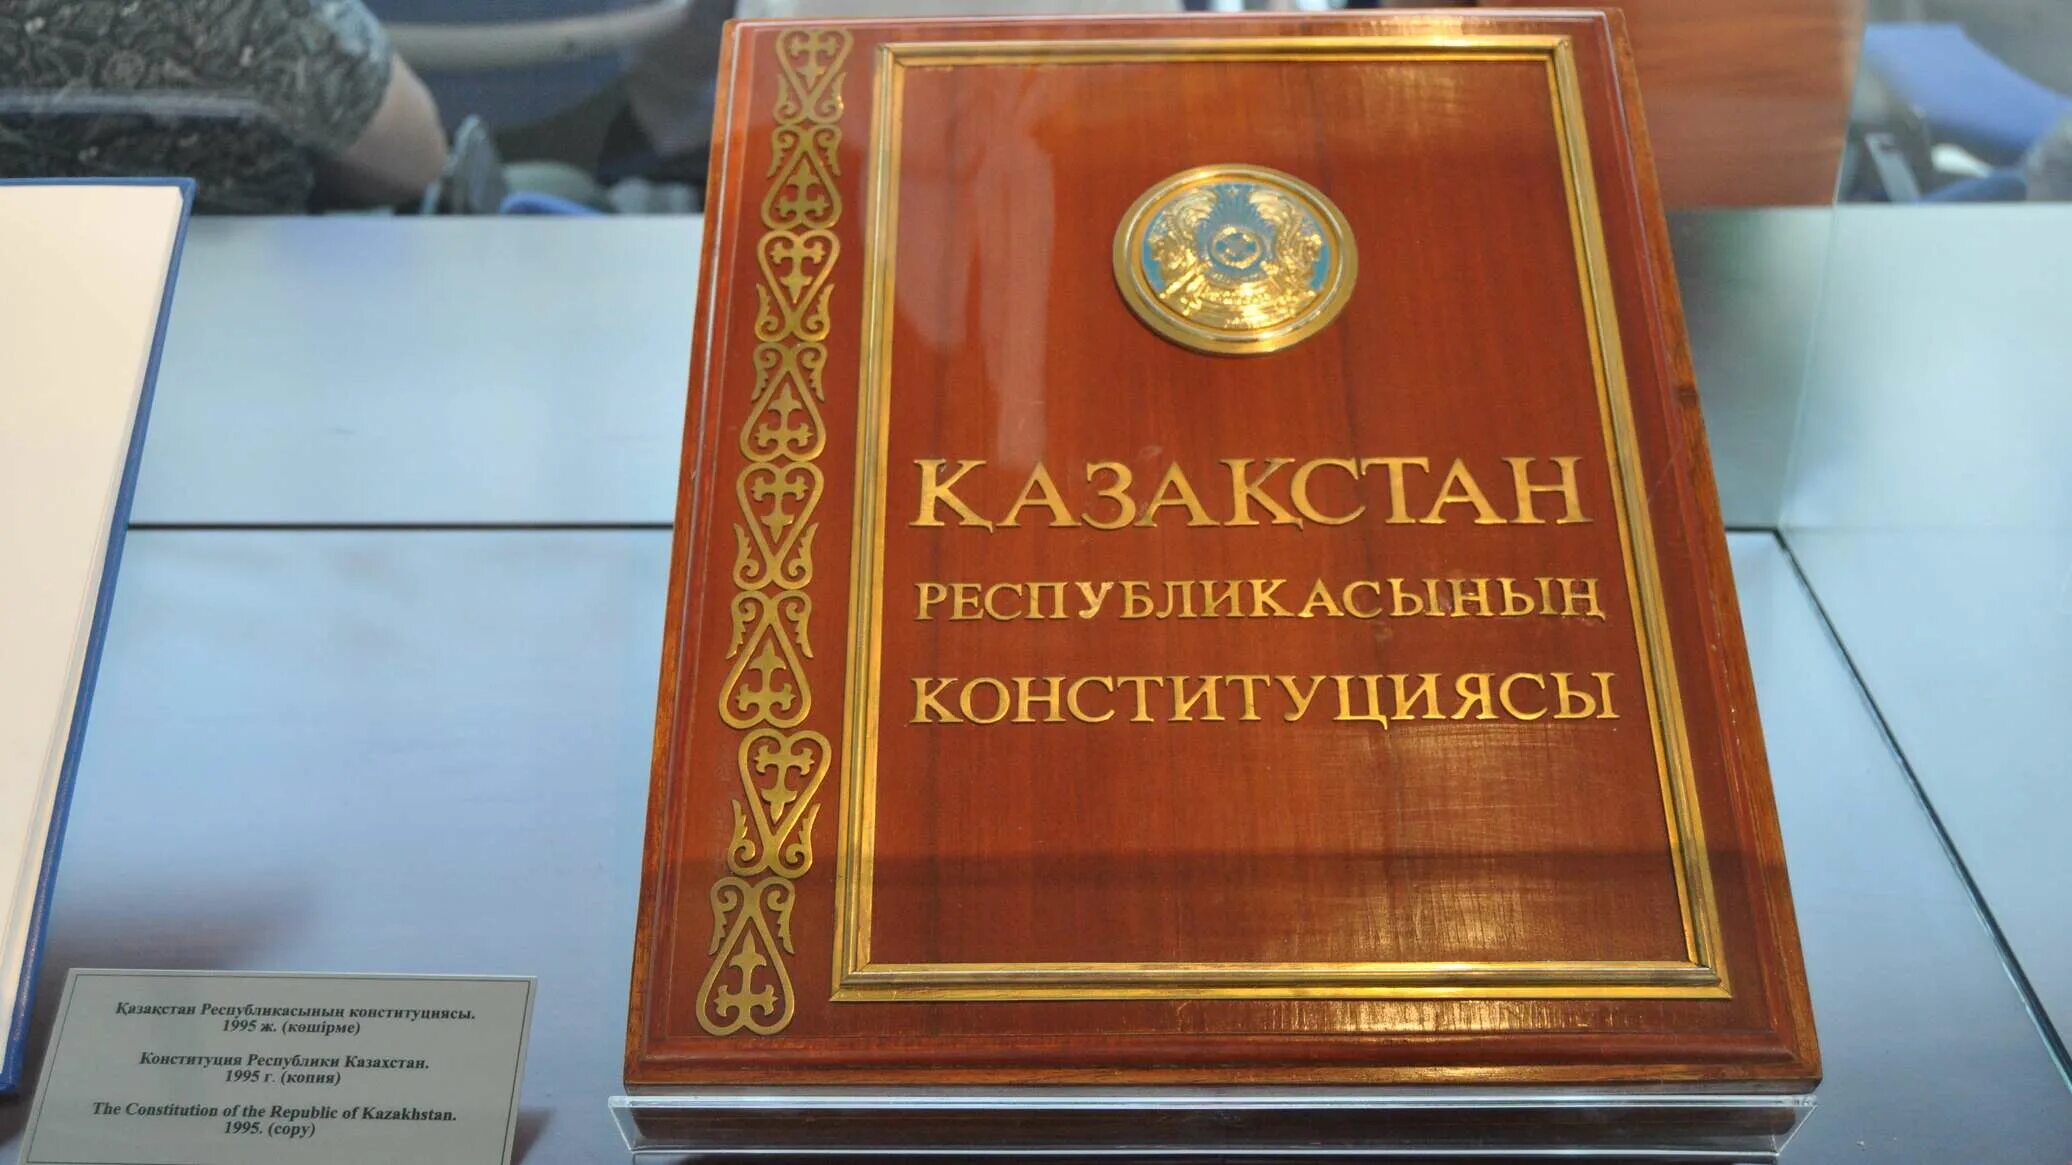 ҚАЗАҚСТАН
РЕСПУБЛИКАСЫНЫҢ
КОНСТИТУЦИЯСЫ
Қазақстан Республикасының конституциясы.
1995 ж. (көшірме)
Конституция Республики Казахстан.
1995 г. (копия)
The Constitution of the Republic of Kazakhstan.
1995. (copy)